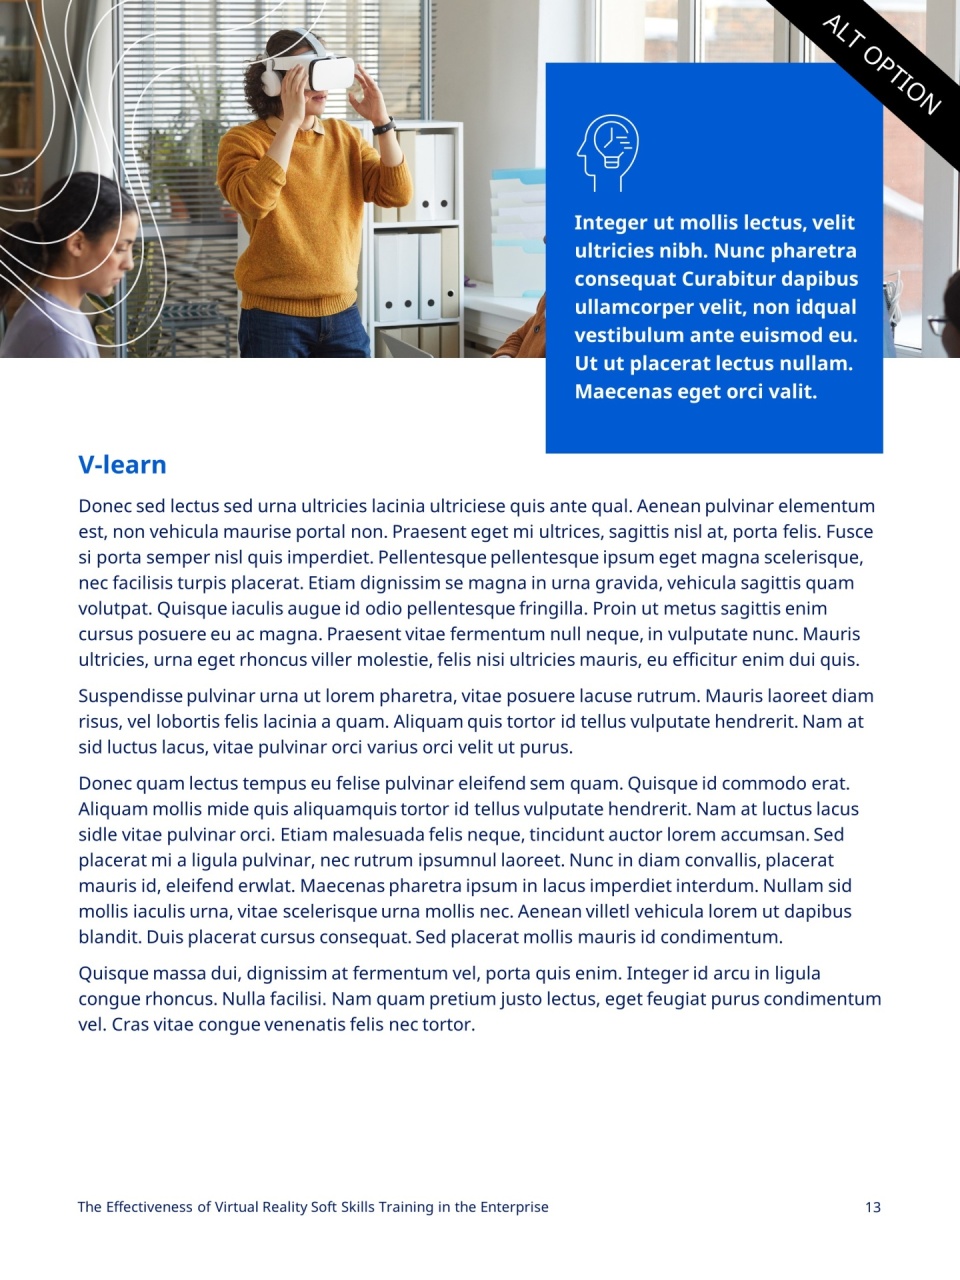 ALT OPTION
Integer ut mollis lectus, velit
ultricies nibh. Nunc pharetra
consequat Curabitur dapibus
ullamcorper velit, non idqual
vestibulum ante euismod eu.
Ut ut placerat lectus nullam.
Maecenas eget orci valit.
V-learn
Donec sed lectus sed urna ultricies lacinia ultriciese quis ante qual. Aenean pulvinar elementum
est, non vehicula maurise portal non. Praesent eget mi ultrices, sagittis nisl at, porta felis. Fusce
si porta semper nisl quis imperdiet. Pellentesque pellentesque ipsum eget magna scelerisque,
nec facilisis turpis placerat. Etiam dignissim se magna in urna gravida, vehicula sagittis quam
volutpat. Quisque iaculis augue id odio pellentesque fringilla. Proin ut metus sagittis enim
cursus posuere eu ac magna. Praesent vitae fermentum null neque, in vulputate nunc. Mauris
ultricies, urna eget rhoncus viller molestie, felis nisi ultricies mauris, eu efficitur enim dui quis.
Suspendisse pulvinar urna ut lorem pharetra, vitae posuere lacuse rutrum. Mauris laoreet diam
risus, vel lobortis felis lacinia a quam. Aliquam quis tortor id tellus vulputate hendrerit. Nam at
sid luctus lacus, vitae pulvinar orci varius orci velit ut purus.
Donec quam lectus tempus eu felise pulvinar eleifend sem quam. Quisque id commodo erat.
Aliquam mollis mide quis aliquamquis tortor id tellus vulputate hendrerit. Nam at luctus lacus
sidle vitae pulvinar orci. Etiam malesuada felis neque, tincidunt auctor lorem accumsan. Sed
placerat mi a ligula pulvinar, nec rutrum ipsumnul laoreet. Nunc in diam convallis, placerat
mauris id, eleifend erwlat. Maecenas pharetra ipsum in lacus imperdiet interdum. Nullam sid
mollis iaculis urna, vitae scelerisque urna mollis nec. Aenean villetl vehicula lorem ut dapibus
blandit. Duis placerat cursus consequat. Sed placerat mollis mauris id condimentum.
Quisque massa dui, dignissim at fermentum vel, porta quis enim. Integer id arcu in ligula
congue rhoncus. Nulla facilisi. Nam quam pretium justo lectus, eget feugiat purus condimentum
vel. Cras vitae congue venenatis felis nec tortor.
The Effectiveness of Virtual Reality Soft Skills Training in the Enterprise
13